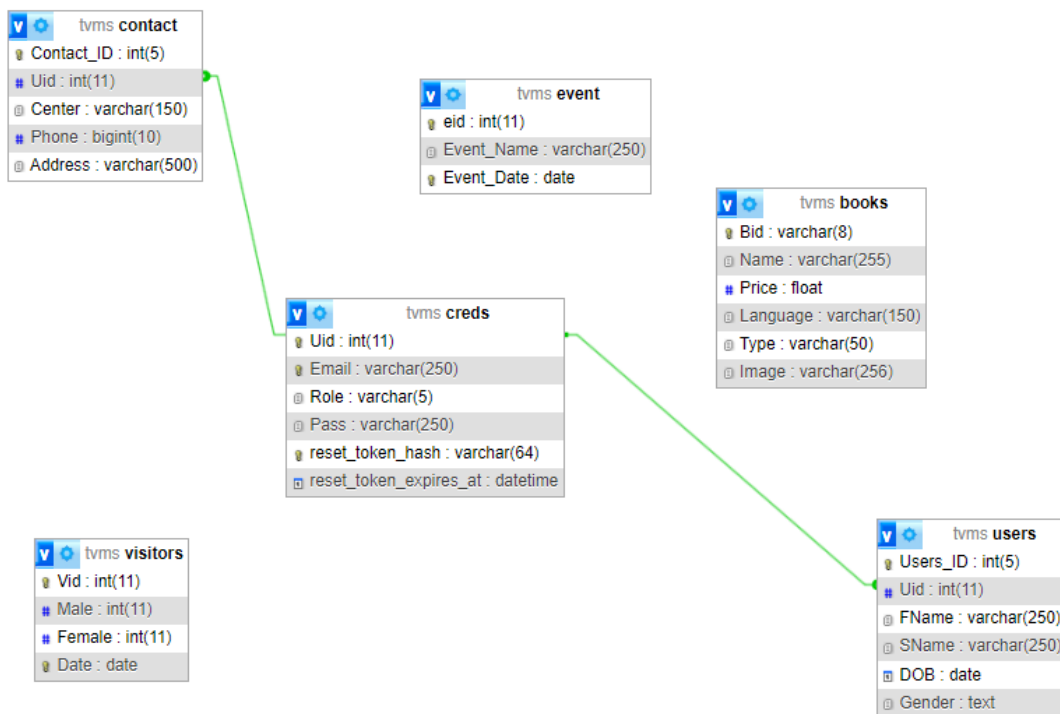 tvms contact
Contact_ID : int(5)
Uid : int(11)
Center : varchar(150)
Phone : bigint(10)
Address : varchar(500)
tvms event
eid : int(11)
Event_Name : varchar(250)
Event_Date : date
tvms books
Bid : varchar(8)
Name : varchar(255)
Price : float
Language : varchar(150)
Type : varchar(50)
Image : varchar(256)
tvms creds
Uid : int(11)
Email : varchar(250)
Role : varchar(5)
Pass : varchar(250)
reset_token_hash : varchar(64)
reset_token_expires_at : datetime
tvms visitors
Vid : int(11)
Male : int(11)
Female : int(11)
Date : date
tvms users
Users_ID : int(5)
Uid : int(11)
FName : varchar(250)
SName : varchar(250)
DOB : date
Gender : text